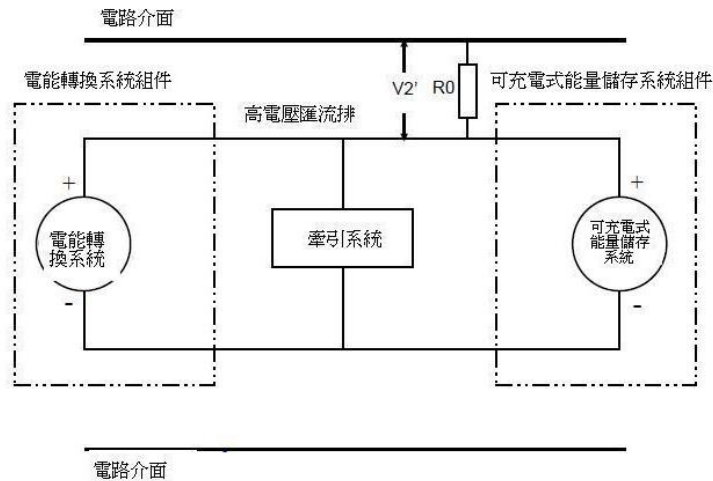 電路介面
電能轉換系統組件
V2'
R0
可充電式能量儲存系統組件
高電壓匯流排
+
+
電能轉
換系統
牽引系統
可充電式
能量儲存
系統
-
-
電路介面